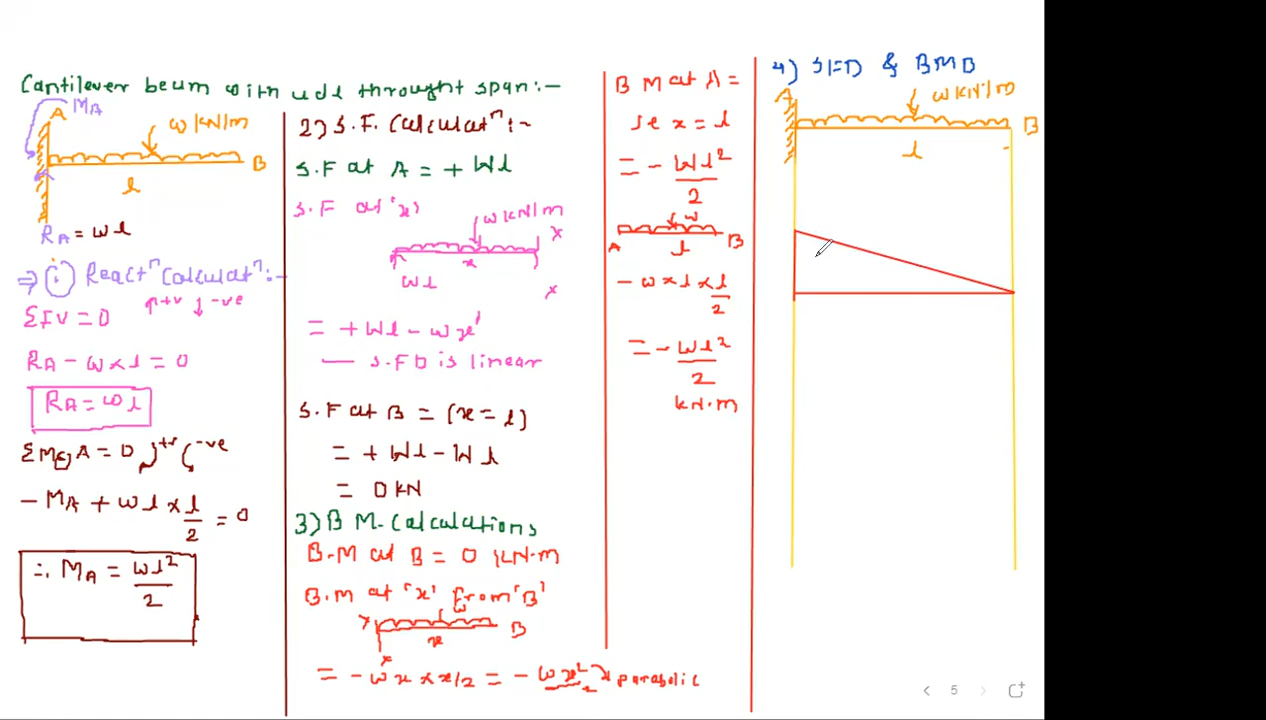 Cantilever beam with udl throught span:-
MA
A
w kN/m
B
l
RA = wl
⇒ (i) Reactⁿ Calculatⁿ:-
↑+v ↓-ve
ΣFV = 0
RA - w×l = 0
RA = wl
ΣM@A = 0 +v -ve
- MA + wl × l/2 = 0
∴ MA = wl²/2
2) S.F. Calculatⁿ:-
S.F at A = + Wl
S.F at 'x'
w kN/m
x
x
wl
x
= + Wl - wx¹
— S.FD is linear
S.F at B = (x = l)
= + Wl - Wl
= 0 kN
3) B M. Calculations
B.M at B = 0 kN.m
B.M at 'x' from 'B'
w
x
B
x
x
= - wx × x/2 = - wx²/2 → parabolic
B M at A =
x = l
= - Wl²/2
w
A
B
l
- w × l × l/2
= - wl²/2
kN.m
4) SFD & BMD
A
w kN/m
B
l
< 5 >